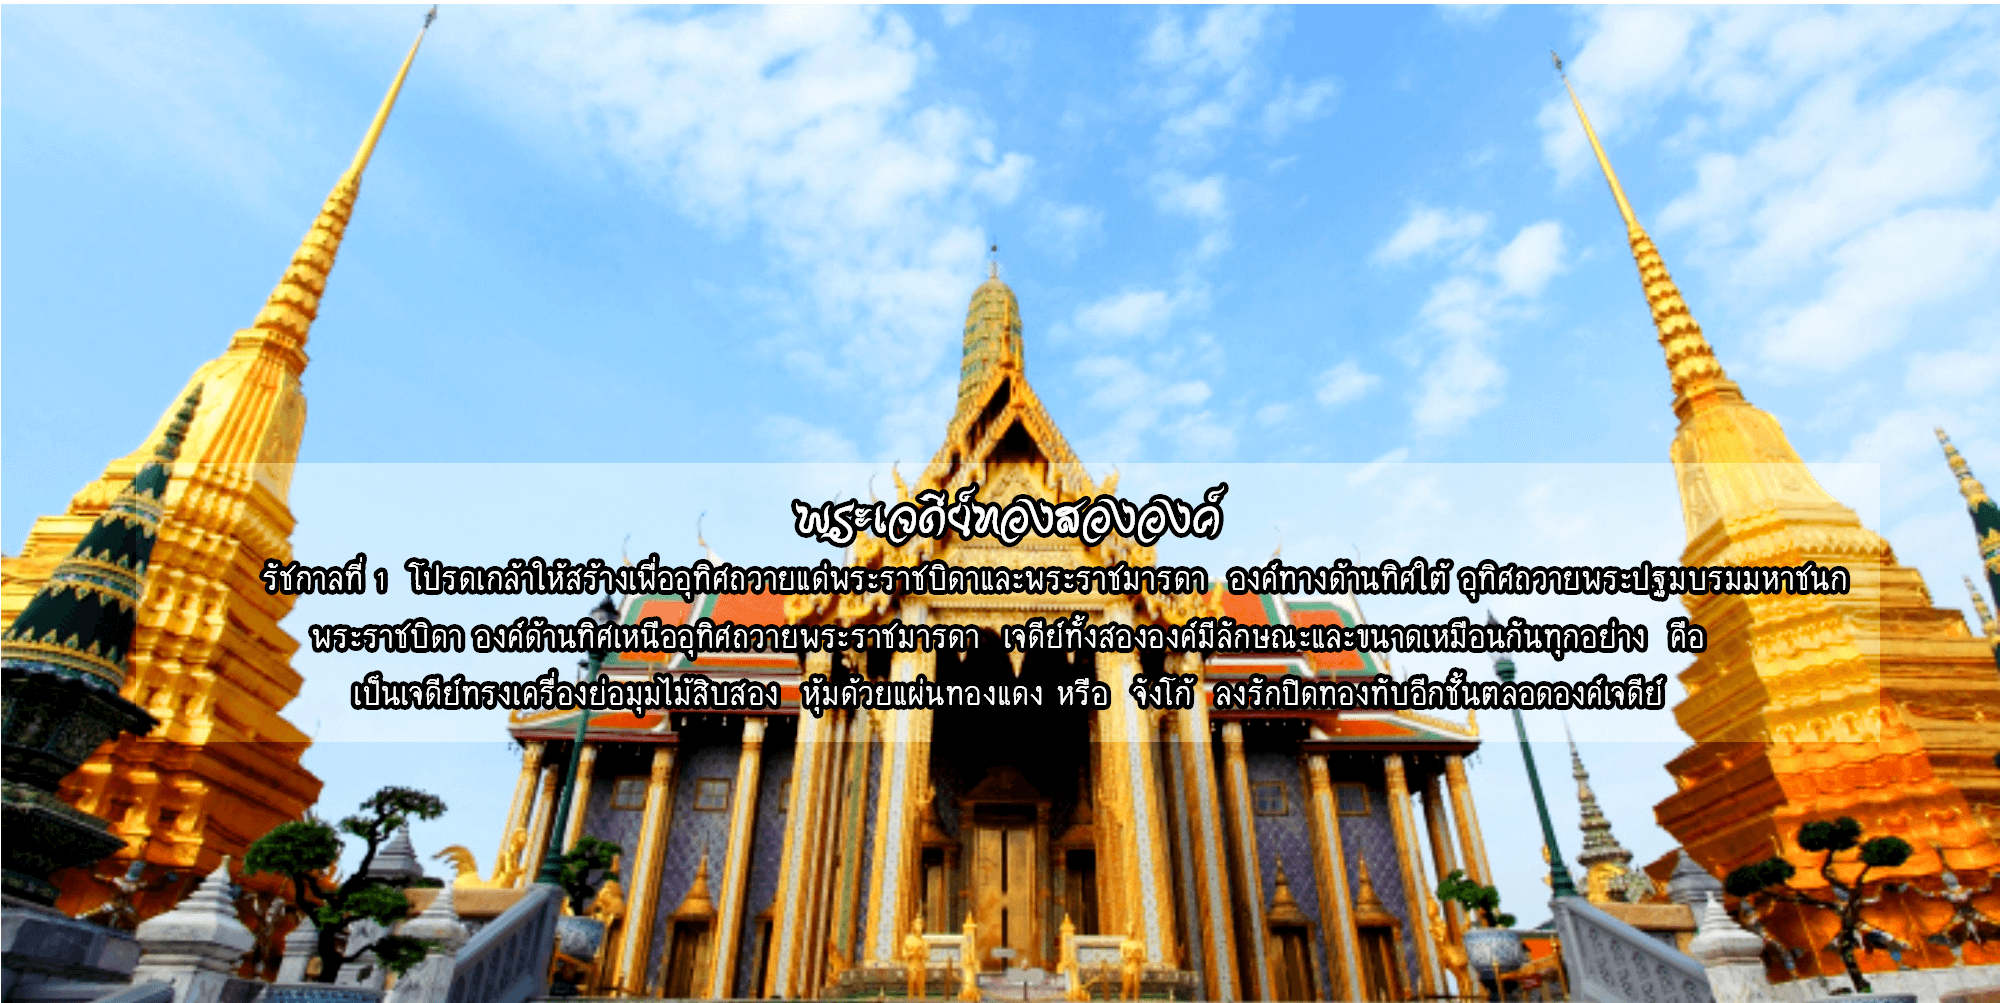 พระเจดีย์ทองสององค์
รัชกาลที่ 1 โปรดเกล้าให้สร้างเพื่ออุทิศถวายแด่พระราชบิดาและพระราชมารดา องค์ทางด้านทิศใต้ อุทิศถวายพระปฐมบรมมหาชนก
พระราชบิดา องค์ด้านทิศเหนืออุทิศถวายพระราชมารดา เจดีย์ทั้งสององค์มีลักษณะและขนาดเหมือนกันทุกอย่าง คือ
เป็นเจดีย์ทรงเครื่องย่อมุมไม้สิบสอง หุ้มด้วยแผ่นทองแดง หรือ จังโก้ ลงรักปิดทองทับอีกชั้นตลอดองค์เจดีย์